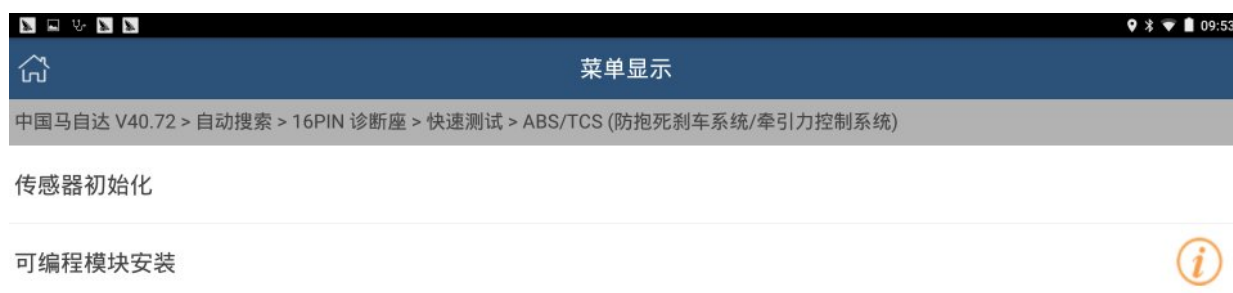 09:53
菜单显示
中国马自达 V40.72 > 自动搜索 > 16PIN 诊断座 > 快速测试 > ABS/TCS (防抱死刹车系统/牵引力控制系统)
传感器初始化
可编程模块安装